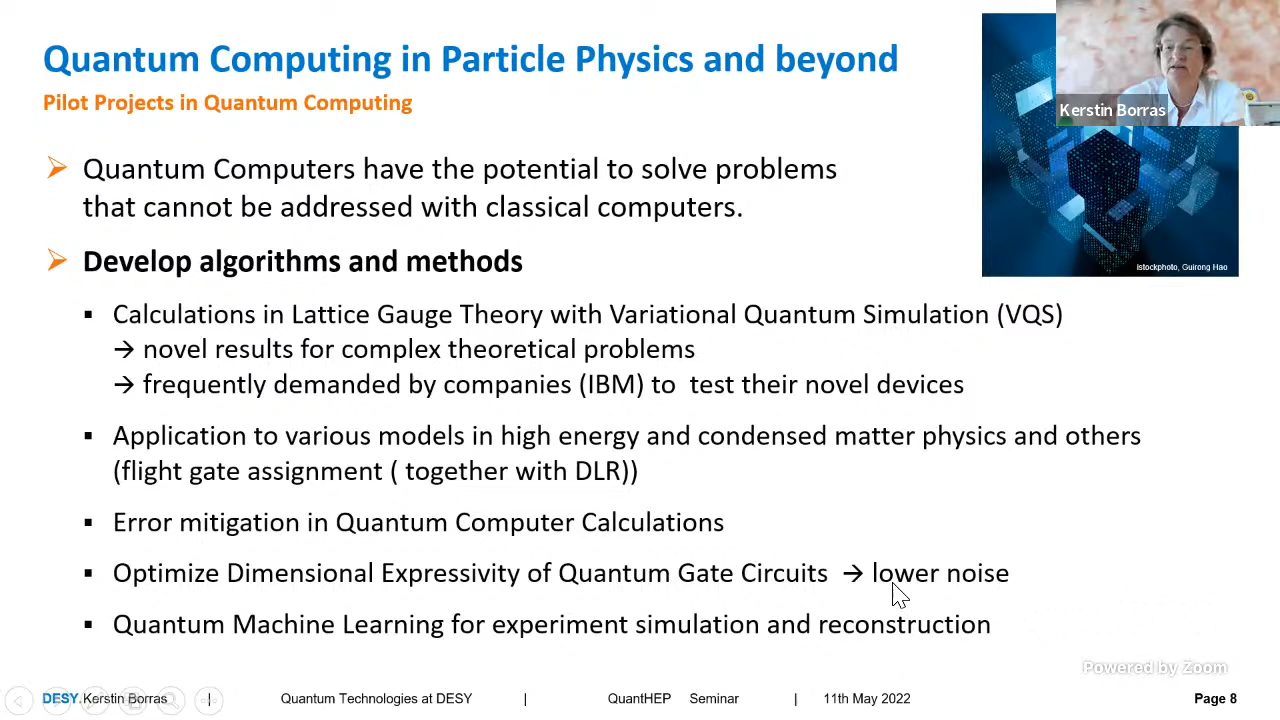 Quantum Computing in Particle Physics and beyond
Pilot Projects in Quantum Computing
Kerstin Borras
➢ Quantum Computers have the potential to solve problems
that cannot be addressed with classical computers.
istockphoto, Guirong Hao
➢ Develop algorithms and methods
▪ Calculations in Lattice Gauge Theory with Variational Quantum Simulation (VQS)
→ novel results for complex theoretical problems
→ frequently demanded by companies (IBM) to test their novel devices
▪ Application to various models in high energy and condensed matter physics and others
(flight gate assignment ( together with DLR))
▪ Error mitigation in Quantum Computer Calculations
▪ Optimize Dimensional Expressivity of Quantum Gate Circuits → lower noise
▪ Quantum Machine Learning for experiment simulation and reconstruction
Powered by Zoom
DESY. Kerstin Borras | Quantum Technologies at DESY | QuantHEP Seminar | 11th May 2022 Page 8